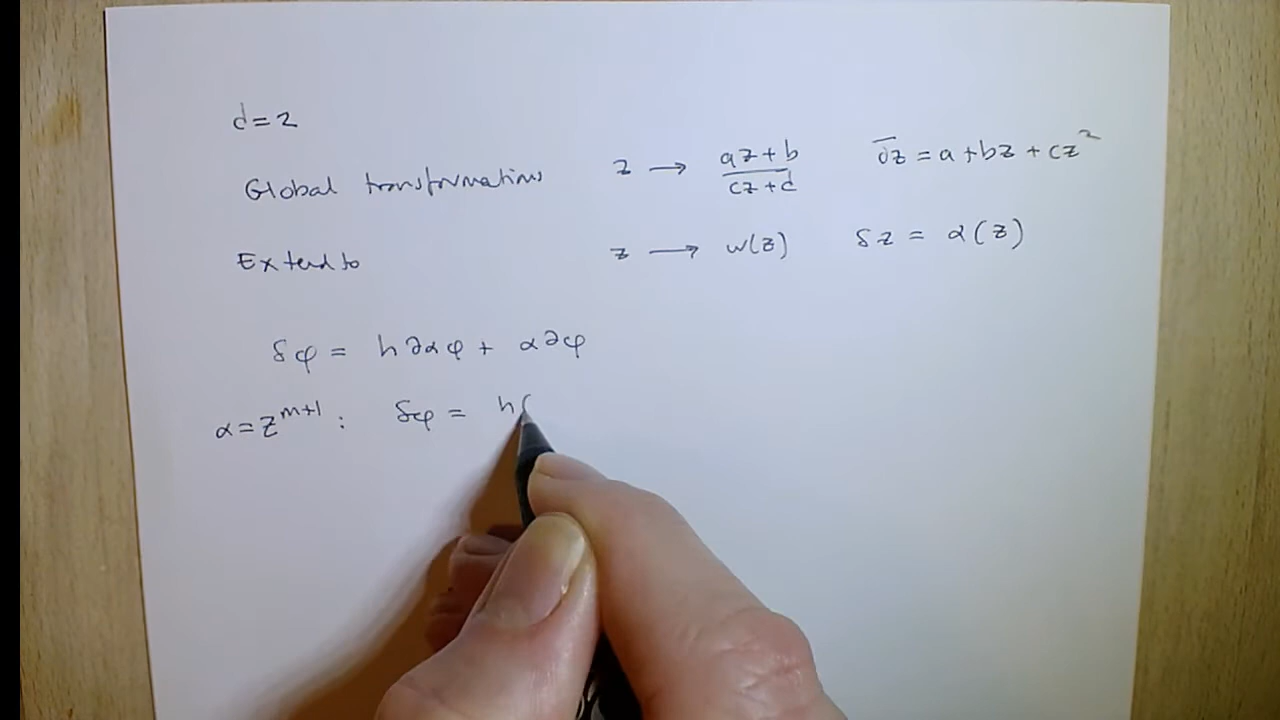 d=2
Global transformations z → (az+b)/(cz+d) δz = a+bz+cz²
Extend to z → w(z) δz = α(z)
δφ = h∂αφ + α∂φ
α=z^{m+1} : δφ = h(